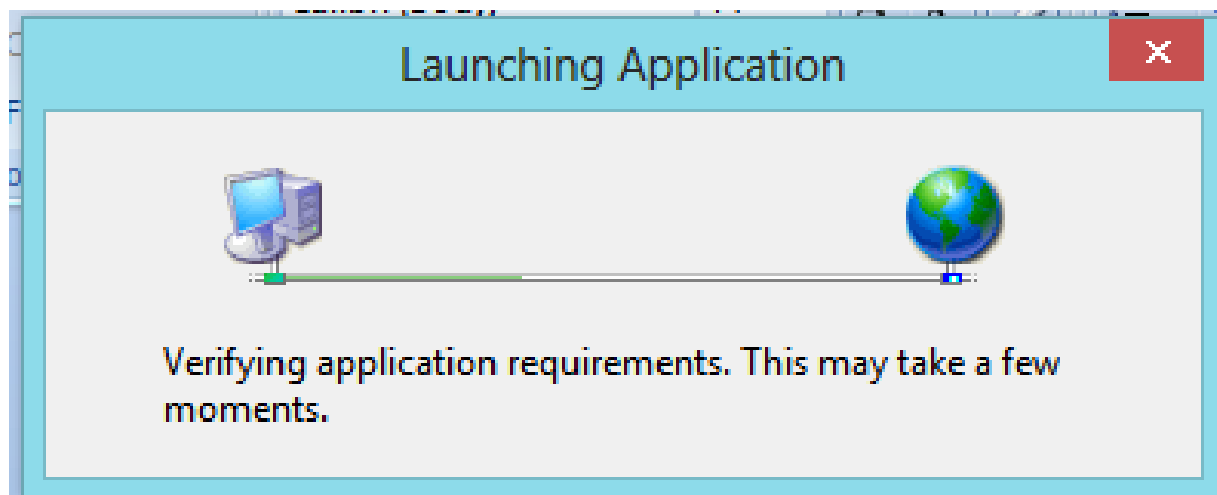 Launching Application
Verifying application requirements. This may take a few
moments.